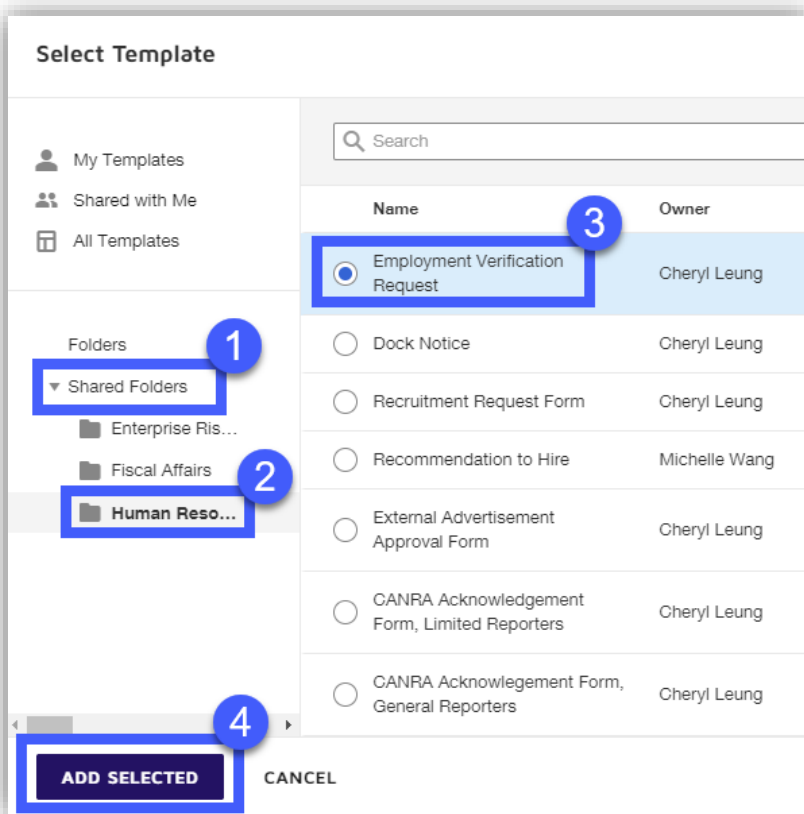 Select Template
My Templates
Shared with Me
All Templates
Folders
1
Shared Folders
Enterprise Ris...
Fiscal Affairs
2
Human Reso...
Search
Name
Owner
3
Employment Verification
Request
Cheryl Leung
Dock Notice
Cheryl Leung
Recruitment Request Form
Cheryl Leung
Recommendation to Hire
Michelle Wang
External Advertisement
Approval Form
Cheryl Leung
CANRA Acknowledgement
Form, Limited Reporters
Cheryl Leung
CANRA Acknowlegement Form,
General Reporters
Cheryl Leung
4
ADD SELECTED
CANCEL